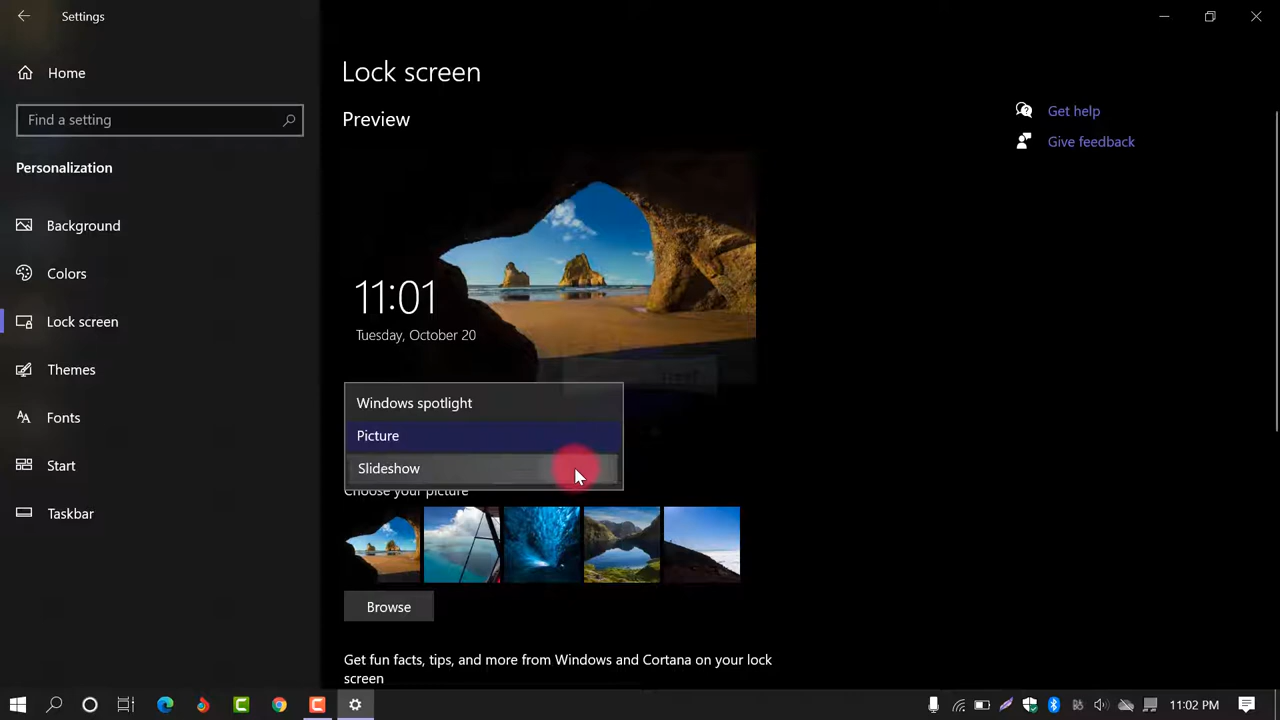 Settings
Home
Find a setting
Personalization
Background
Colors
Lock screen
Themes
Fonts
Start
Taskbar
Lock screen
Preview
11:01
Tuesday, October 20
Windows spotlight
Picture
Slideshow
Choose your picture
Browse
Get fun facts, tips, and more from Windows and Cortana on your lock
screen
Get help
Give feedback
11:02 PM